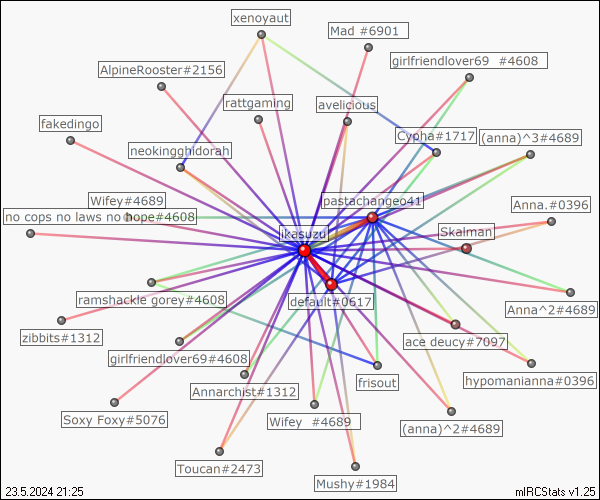 xenoyaut
Mad #6901
girlfriendlover69 #4608
AlpineRooster#2156
rattgaming
avelicious
fakedingo
Cypha#1717
(anna)^3#4689
neokingghidorah
Wifey#4689
pastachangeo41
Anna.#0396
no cops no laws no hope#4608
ikasuzu
Skalman
ramshackle gorey#4608
default#0617
Anna^2#4689
zibbits#1312
ace deucy#7097
girlfriendlover69#4608
frisout
hypomanianna#0396
Annarchist#1312
Soxy Foxy#5076
Wifey #4689
(anna)^2#4689
Toucan#2473
Mushy#1984
23.5.2024 21:25
mIRCStats v1.25